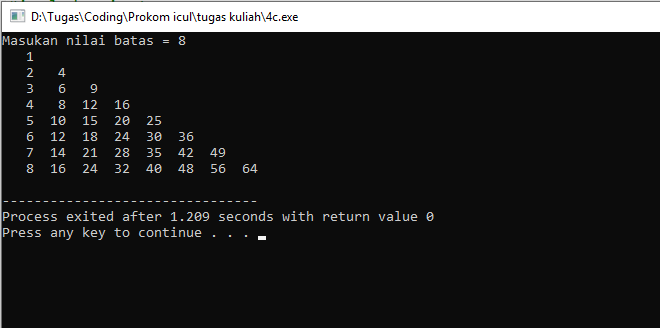 D:\Tugas\Coding\Prokom icul\tugas kuliah\4c.exe
Masukan nilai batas = 8
   1
   2   4
   3   6   9
   4   8  12  16
   5  10  15  20  25
   6  12  18  24  30  36
   7  14  21  28  35  42  49
   8  16  24  32  40  48  56  64
--------------------------------
Process exited after 1.209 seconds with return value 0
Press any key to continue . . .